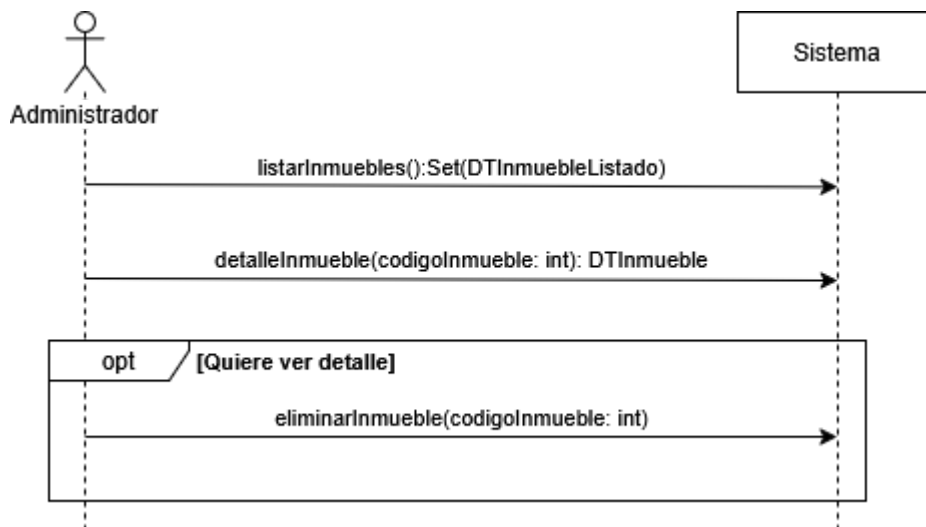 Sistema
Administrador
listarInmuebles():Set(DTInmuebleListado)
detalleInmueble(codigoInmueble: int): DTInmueble
opt [Quiere ver detalle]
eliminarInmueble(codigoInmueble: int)